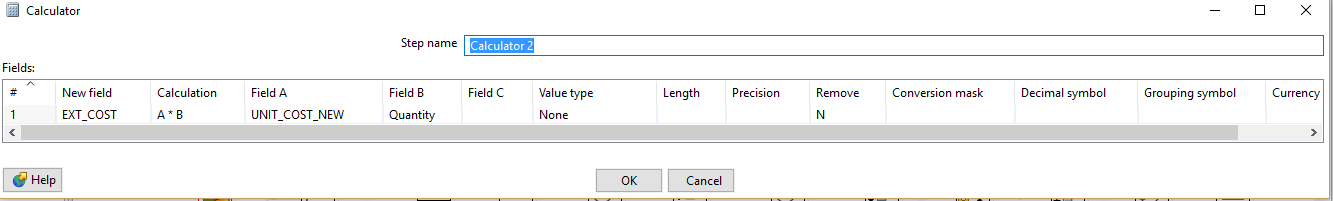 Calculator
Step name Calculator 2
Fields:
# New field Calculation Field A Field B Field C Value type Length Precision Remove Conversion mask Decimal symbol Grouping symbol Currency
1 EXT_COST A * B UNIT_COST_NEW Quantity None N
Help OK Cancel